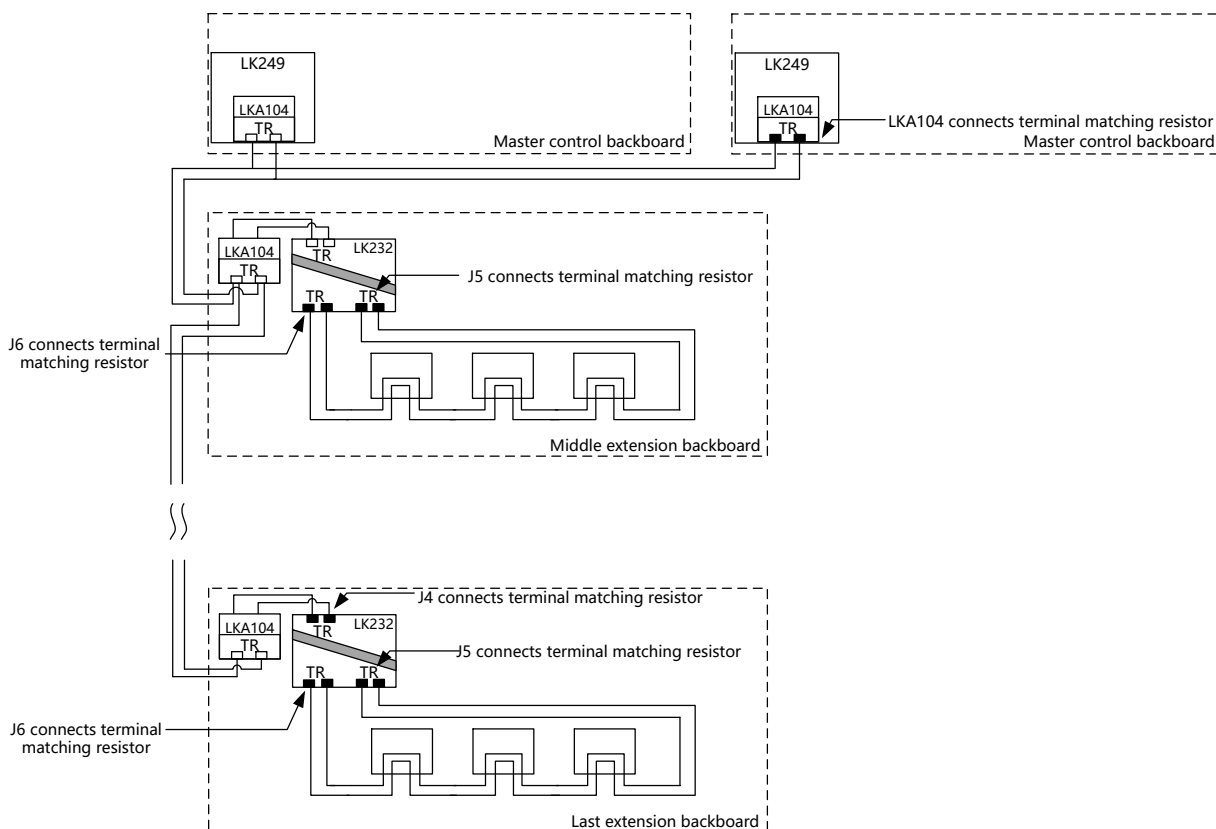 LK249
LKA104
TR
Master control backboard
LK249
LKA104
TR
LKA104 connects terminal matching resistor
Master control backboard
LKA104
TR
TR
LK232
J5 connects terminal matching resistor
TR
TR
J6 connects terminal
matching resistor
Middle extension backboard
J4 connects terminal matching resistor
LKA104
TR
TR
LK232
J5 connects terminal matching resistor
TR
TR
J6 connects terminal
matching resistor
Last extension backboard